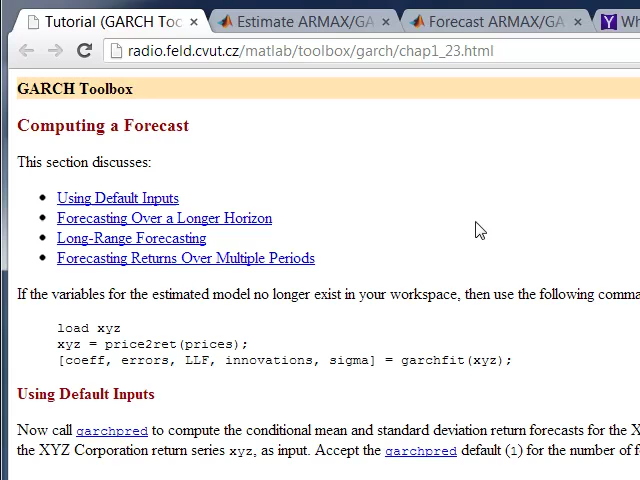 Tutorial (GARCH Too
Estimate ARMAX/GA
Forecast ARMAX/GA
radio.feld.cvut.cz/matlab/toolbox/garch/chap1_23.html
GARCH Toolbox
Computing a Forecast
This section discusses:
Using Default Inputs
Forecasting Over a Longer Horizon
Long-Range Forecasting
Forecasting Returns Over Multiple Periods
If the variables for the estimated model no longer exist in your workspace, then use the following comma
load xyz
xyz = price2ret(prices);
[coeff, errors, LLF, innovations, sigma] = garchfit(xyz);
Using Default Inputs
Now call garchpred to compute the conditional mean and standard deviation return forecasts for the X
the XYZ Corporation return series xyz, as input. Accept the garchpred default (1) for the number of f